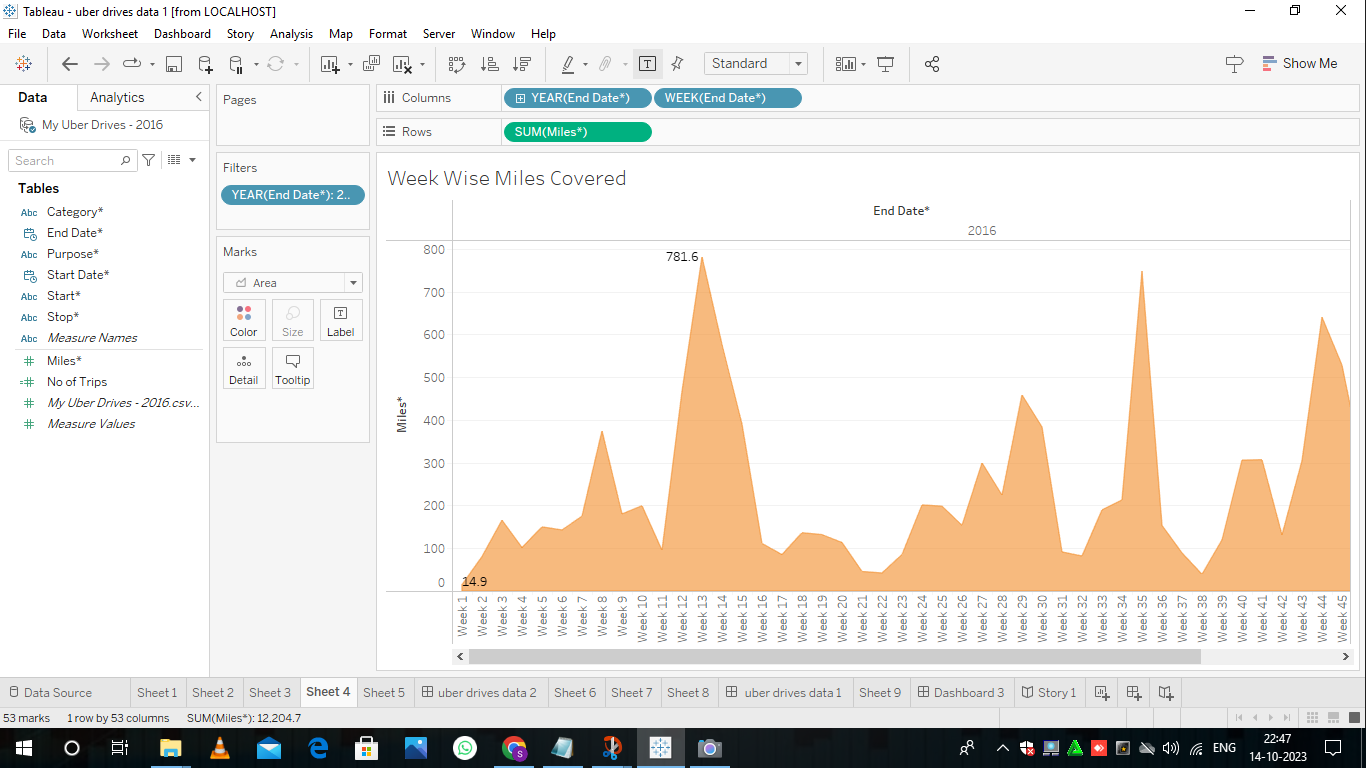 Tableau - uber drives data 1 [from LOCALHOST]
File Data Worksheet Dashboard Story Analysis Map Format Server Window Help
Standard
Show Me
Data Analytics
My Uber Drives - 2016
Search
Tables
Abc Category*
End Date*
Abc Purpose*
Start Date*
Abc Start*
Abc Stop*
Abc Measure Names
Miles*
No of Trips
My Uber Drives - 2016.csv...
Measure Values
Pages
Filters
YEAR(End Date*): 2..
Marks
Area
Color Size Label
Detail Tooltip
Columns YEAR(End Date*) WEEK(End Date*)
Rows SUM(Miles*)
Week Wise Miles Covered
End Date*
2016
Miles*
800
700
600
500
400
300
200
100
0
781.6
14.9
Week 1
Week 2
Week 3
Week 4
Week 5
Week 6
Week 7
Week 8
Week 9
Week 10
Week 11
Week 12
Week 13
Week 14
Week 15
Week 16
Week 17
Week 18
Week 19
Week 20
Week 21
Week 22
Week 23
Week 24
Week 25
Week 26
Week 27
Week 28
Week 29
Week 30
Week 31
Week 32
Week 33
Week 34
Week 35
Week 36
Week 37
Week 38
Week 39
Week 40
Week 41
Week 42
Week 43
Week 44
Week 45
Data Source Sheet 1 Sheet 2 Sheet 3 Sheet 4 Sheet 5 uber drives data 2 Sheet 6 Sheet 7 Sheet 8 uber drives data 1 Sheet 9 Dashboard 3 Story 1
53 marks 1 row by 53 columns SUM(Miles*): 12,204.7
ENG
22:47
14-10-2023